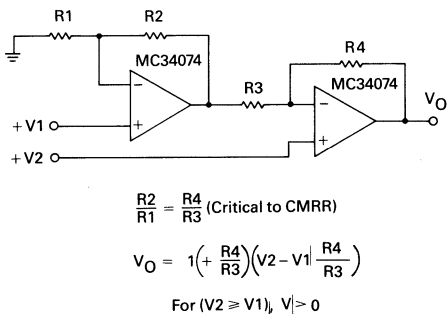 R1 R2
MC34074
R4
R3
MC34074
VO
−
+
−
+
+ V1
+ V2
R2/R1 = R4/R3 (Critical to CMRR)
VO = 1(+ R4/R3)(V2 − V1| R4/R3)
For (V2 ≥ V1)|, V|> 0